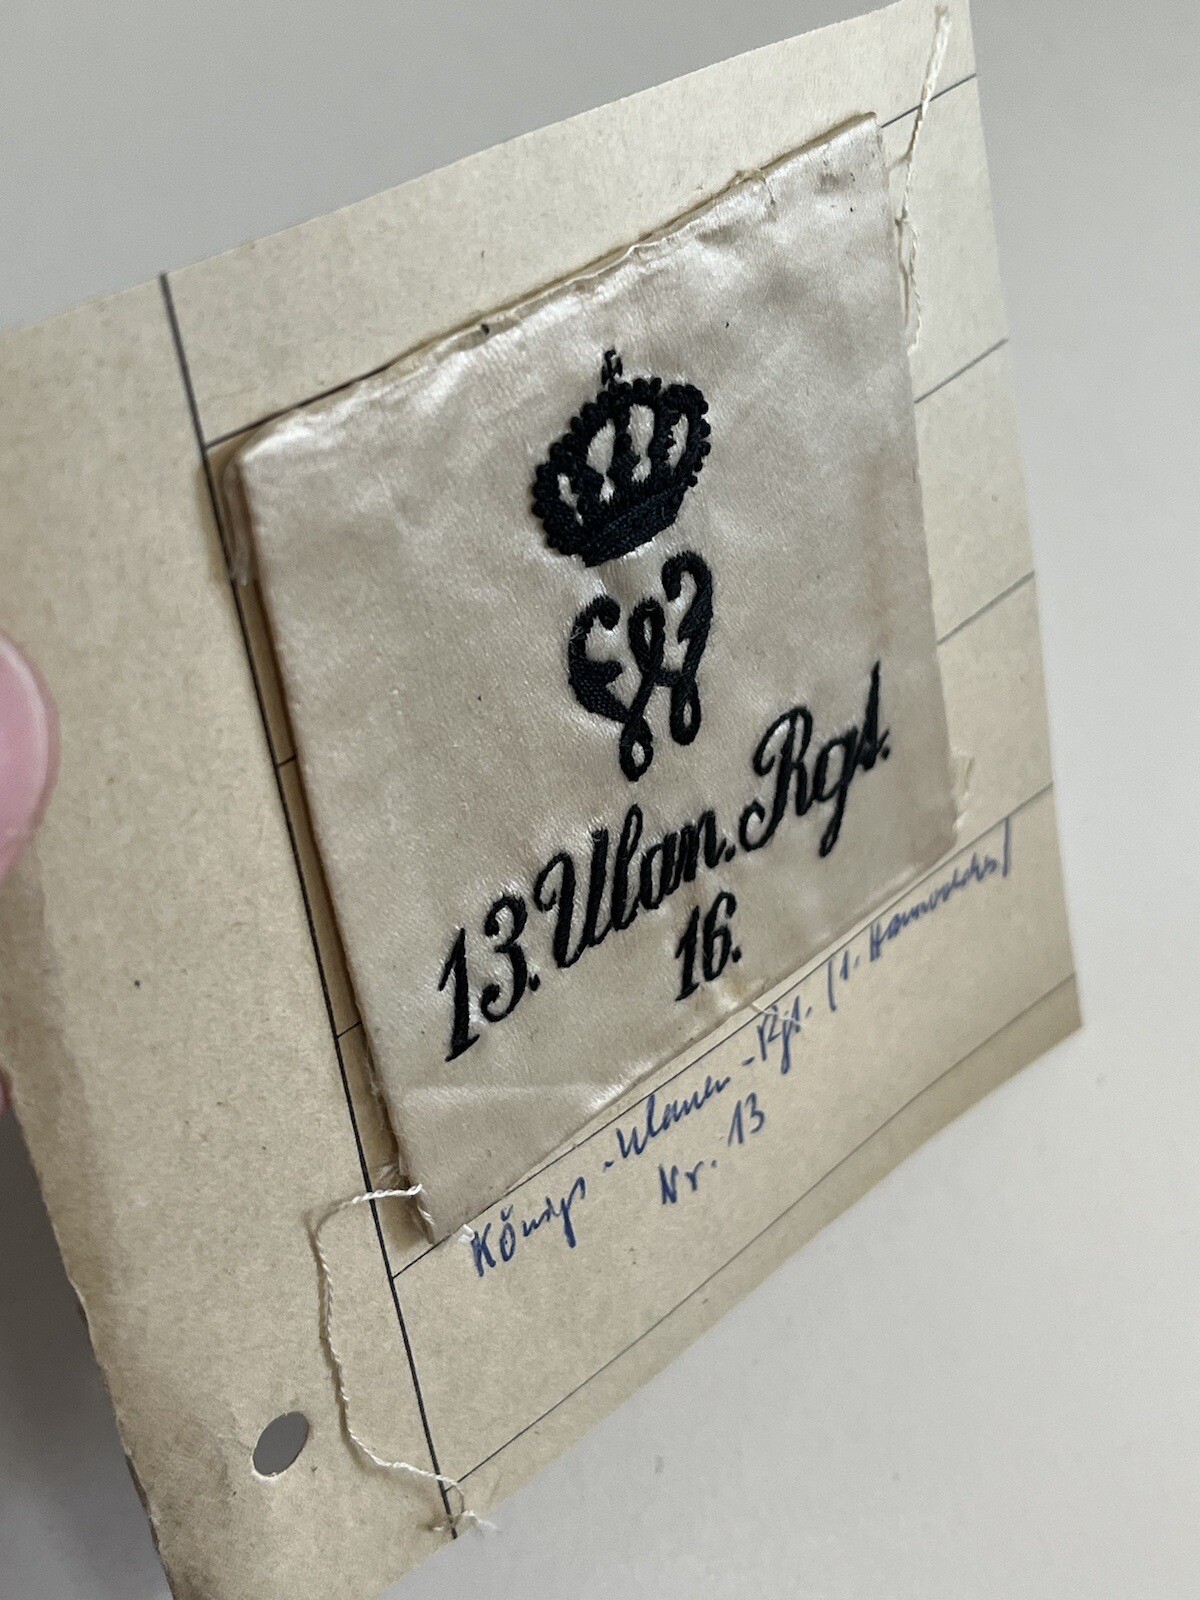 W
13. Ulan. Rgt.
16.
Königs-Ulanen-Rgt. (1. Hannoversches)
Nr. 13